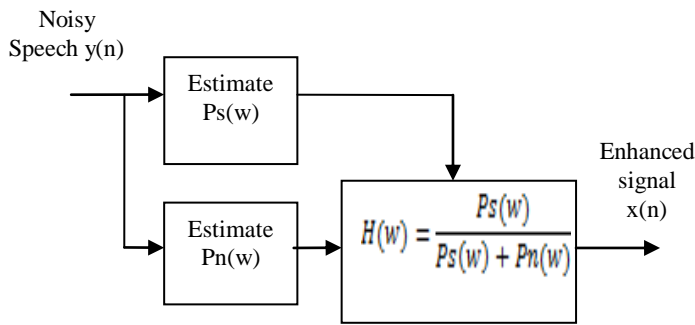 Noisy
Speech y(n)
Estimate
Ps(w)
Estimate
Pn(w)
H(w) = Ps(w) / Ps(w) + Pn(w)
Enhanced
signal
x(n)